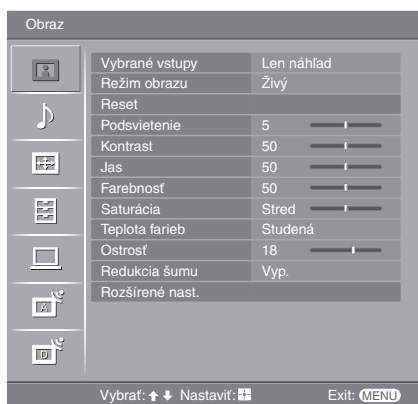 Obraz
Vybrané vstupy Len náhľad
Režim obrazu Živý
Reset
Podsvietenie 5
Kontrast 50
Jas 50
Farebnosť 50
Saturácia Stred
Teplota farieb Studená
Ostrosť 18
Redukcia šumu Vyp.
Rozšírené nast.
A
D
Vybrať: Nastaviť: Exit: MENU